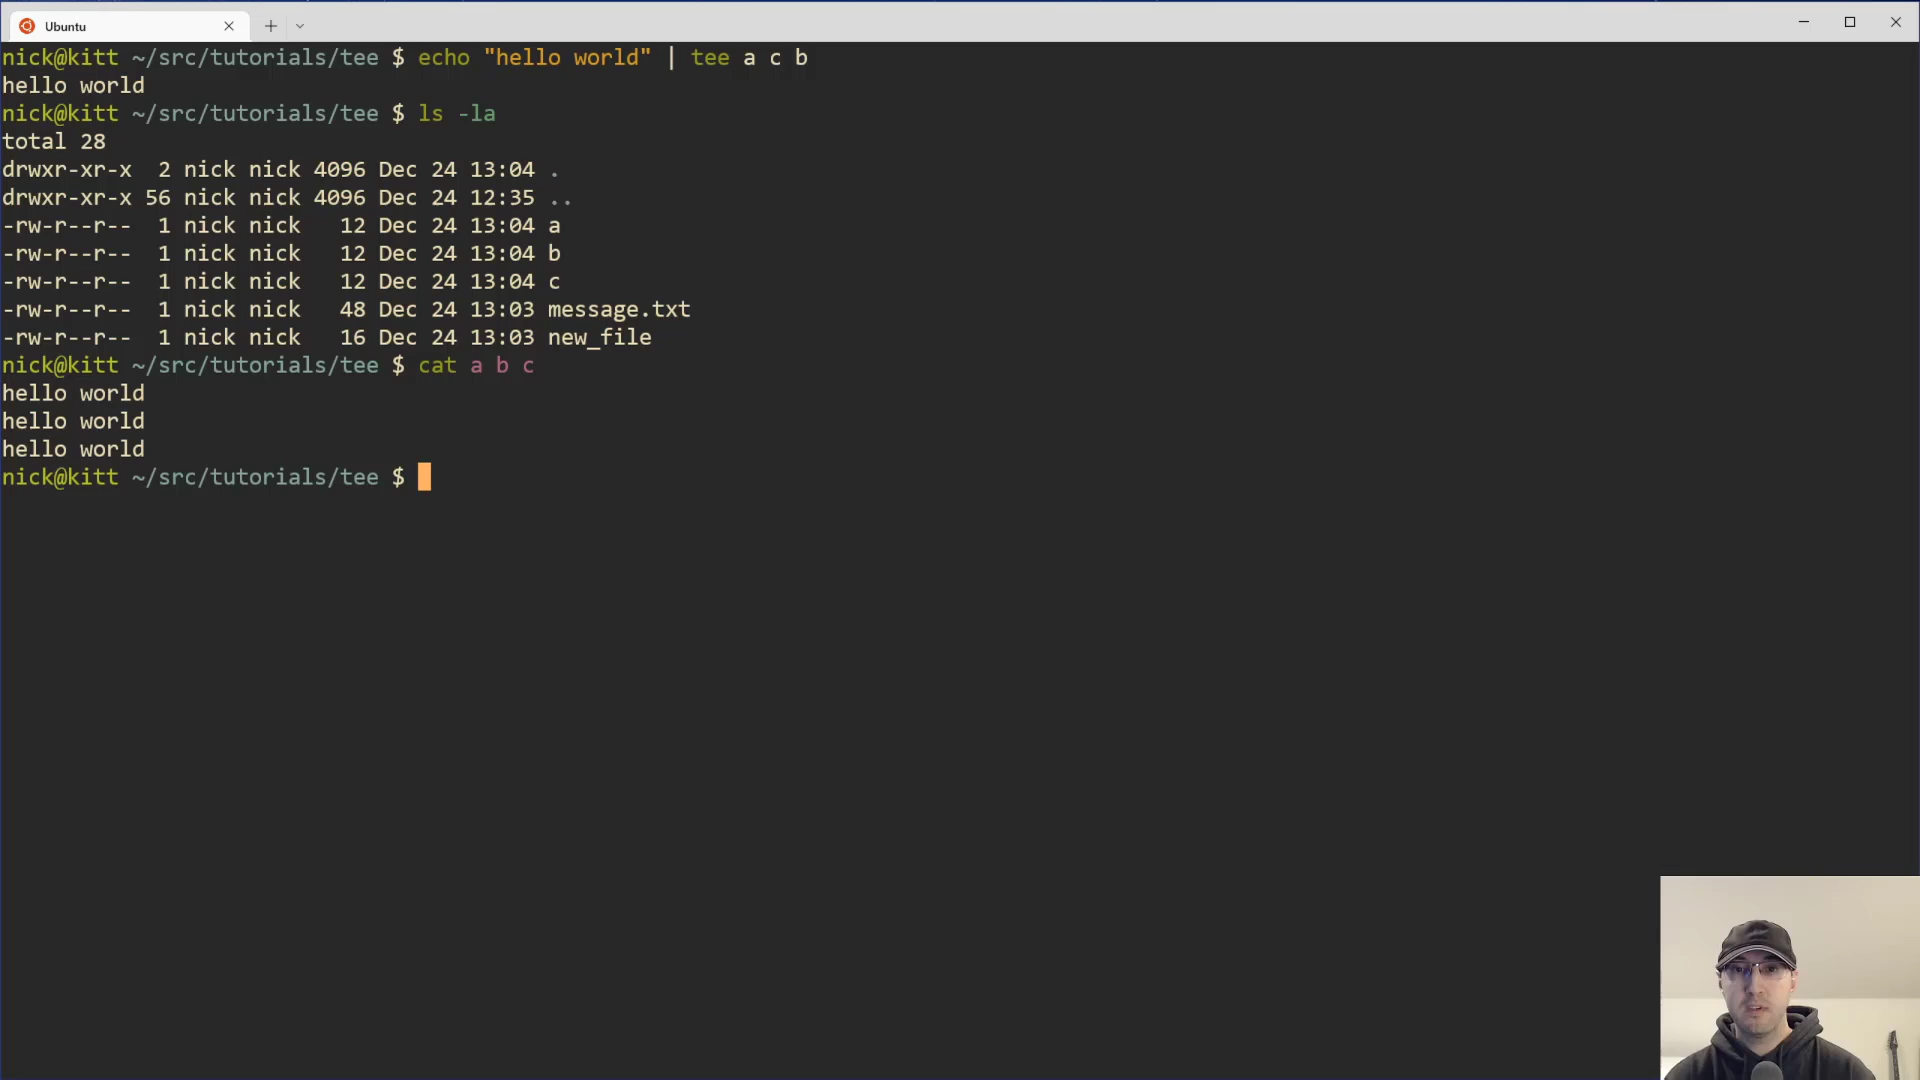 Ubuntu
nick@kitt ~/src/tutorials/tee $ echo "hello world" | tee a c b
hello world
nick@kitt ~/src/tutorials/tee $ ls -la
total 28
drwxr-xr-x  2 nick nick 4096 Dec 24 13:04 .
drwxr-xr-x 56 nick nick 4096 Dec 24 12:35 ..
-rw-r--r--  1 nick nick   12 Dec 24 13:04 a
-rw-r--r--  1 nick nick   12 Dec 24 13:04 b
-rw-r--r--  1 nick nick   12 Dec 24 13:04 c
-rw-r--r--  1 nick nick   48 Dec 24 13:03 message.txt
-rw-r--r--  1 nick nick   16 Dec 24 13:03 new_file
nick@kitt ~/src/tutorials/tee $ cat a b c
hello world
hello world
hello world
nick@kitt ~/src/tutorials/tee $